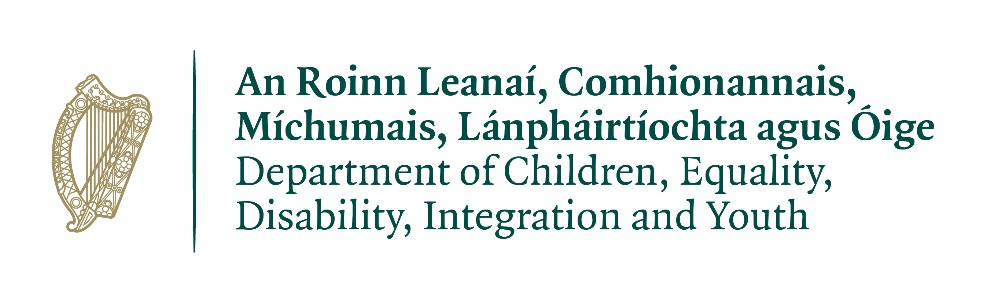 An Roinn Leanaí, Comhionannais,
Míchumais, Lánpháirtíochta agus Óige
Department of Children, Equality,
Disability, Integration and Youth